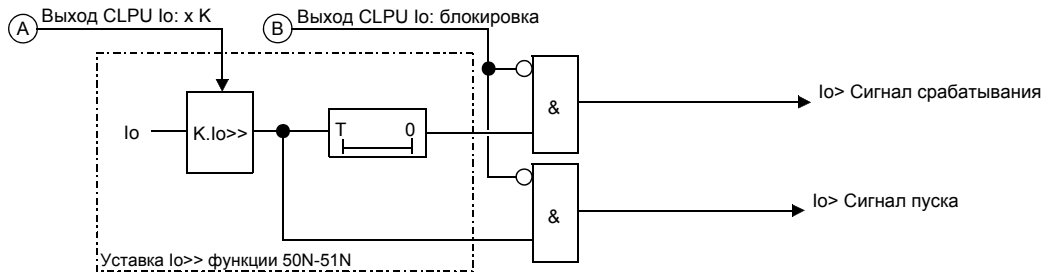 A Выход CLPU Io: x K
B Выход CLPU Io: блокировка
&
Io> Сигнал срабатывания
Io
K.Io>>
T 0
&
Io> Сигнал пуска
Уставка Io>> функции 50N-51N